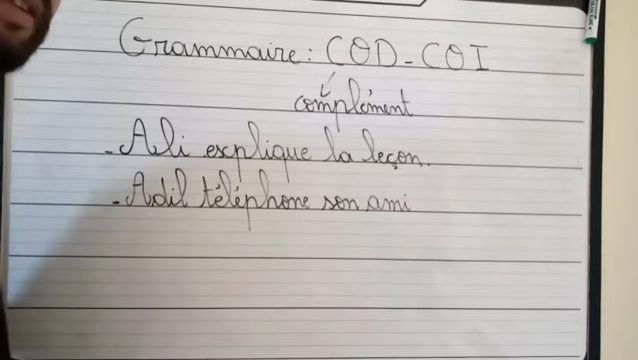 Grammaire: COD-COI
complément
-Ali explique la leçon.
-Adil téléphone son ami